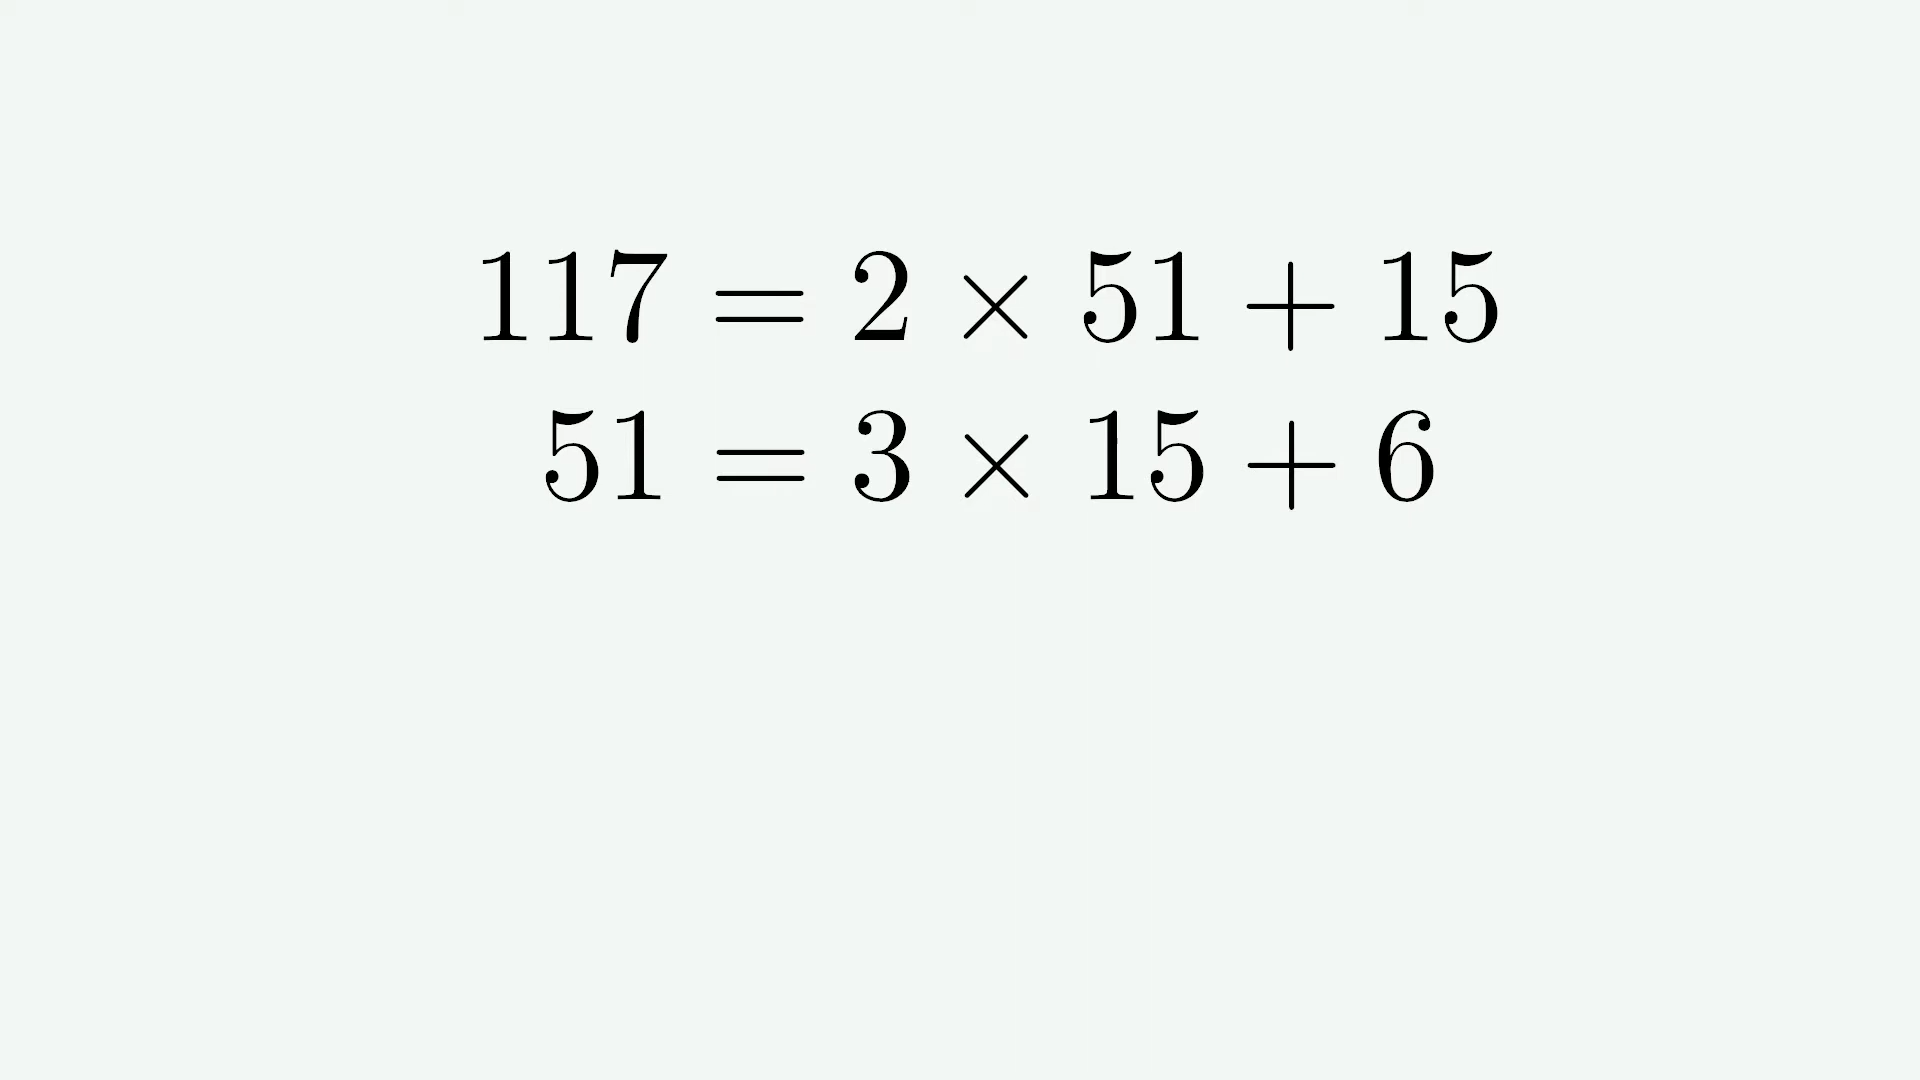 117 = 2 × 51 + 15
51 = 3 × 15 + 6